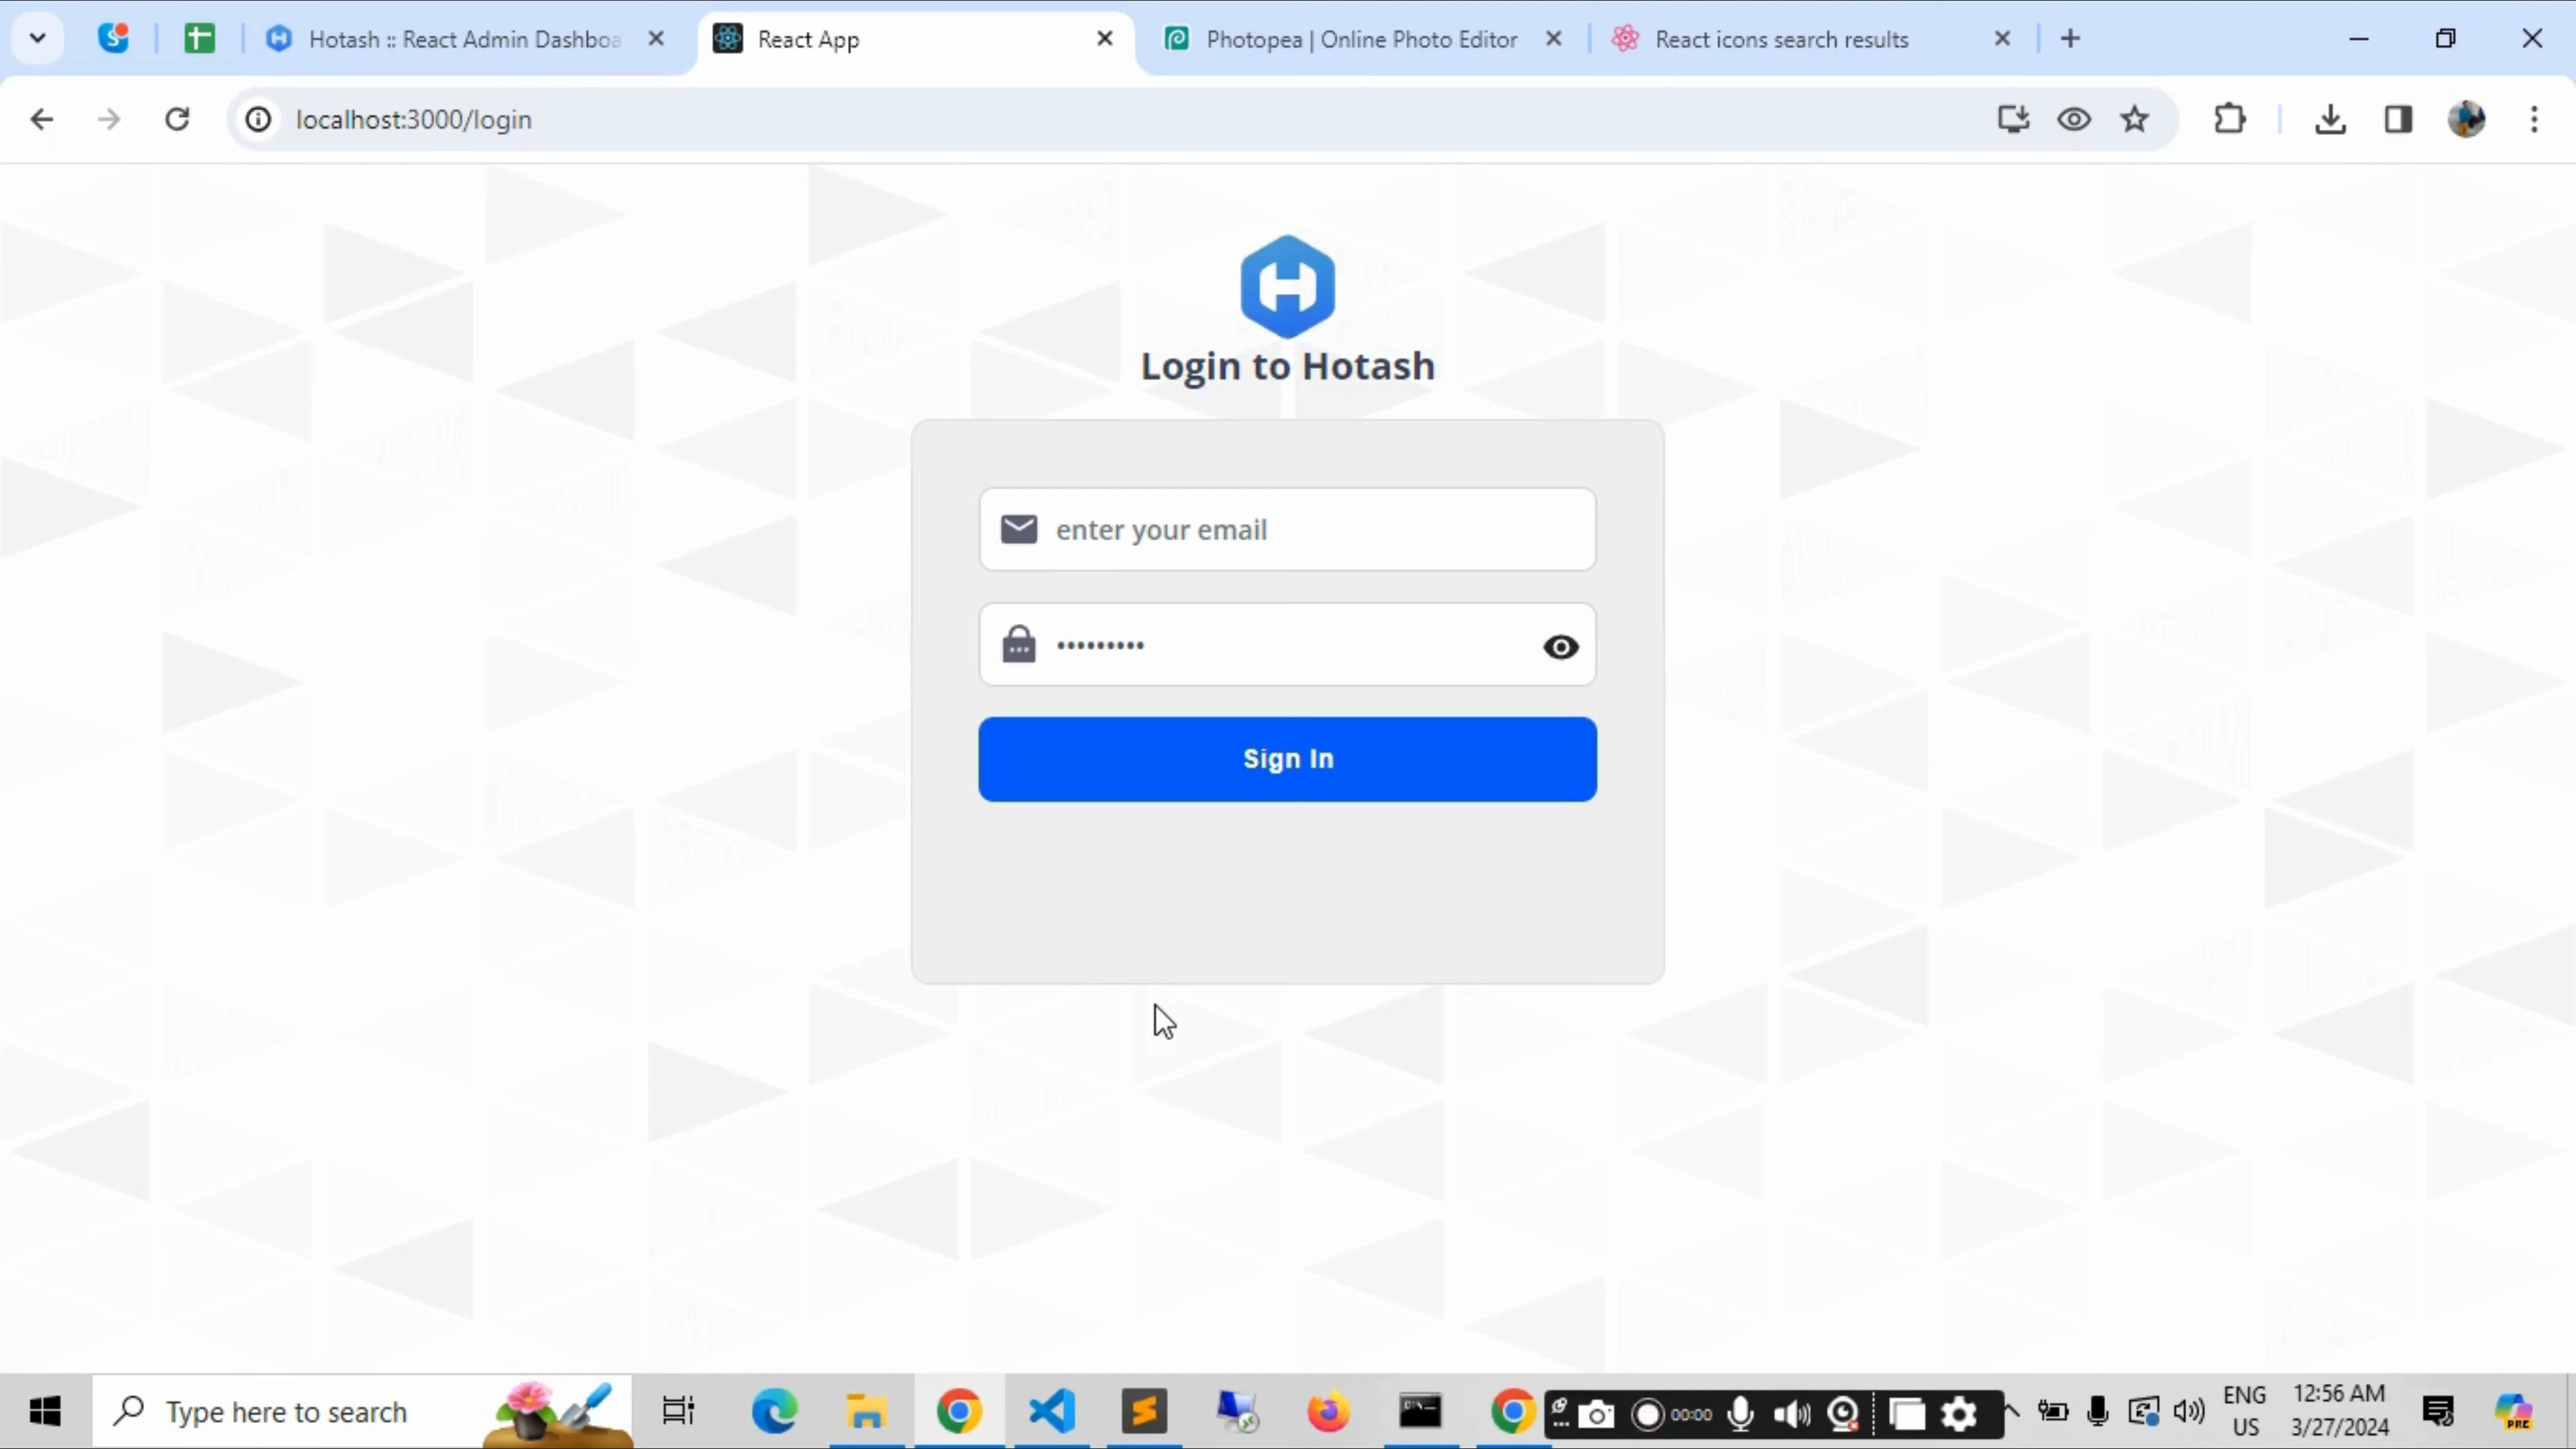 Hotash :: React Admin Dashboa
React App
Photopea | Online Photo Editor
React icons search results
localhost:3000/login
Login to Hotash
enter your email
•••••••••
Sign In
Type here to search
00:00
ENG
US
12:56 AM
3/27/2024
PRE